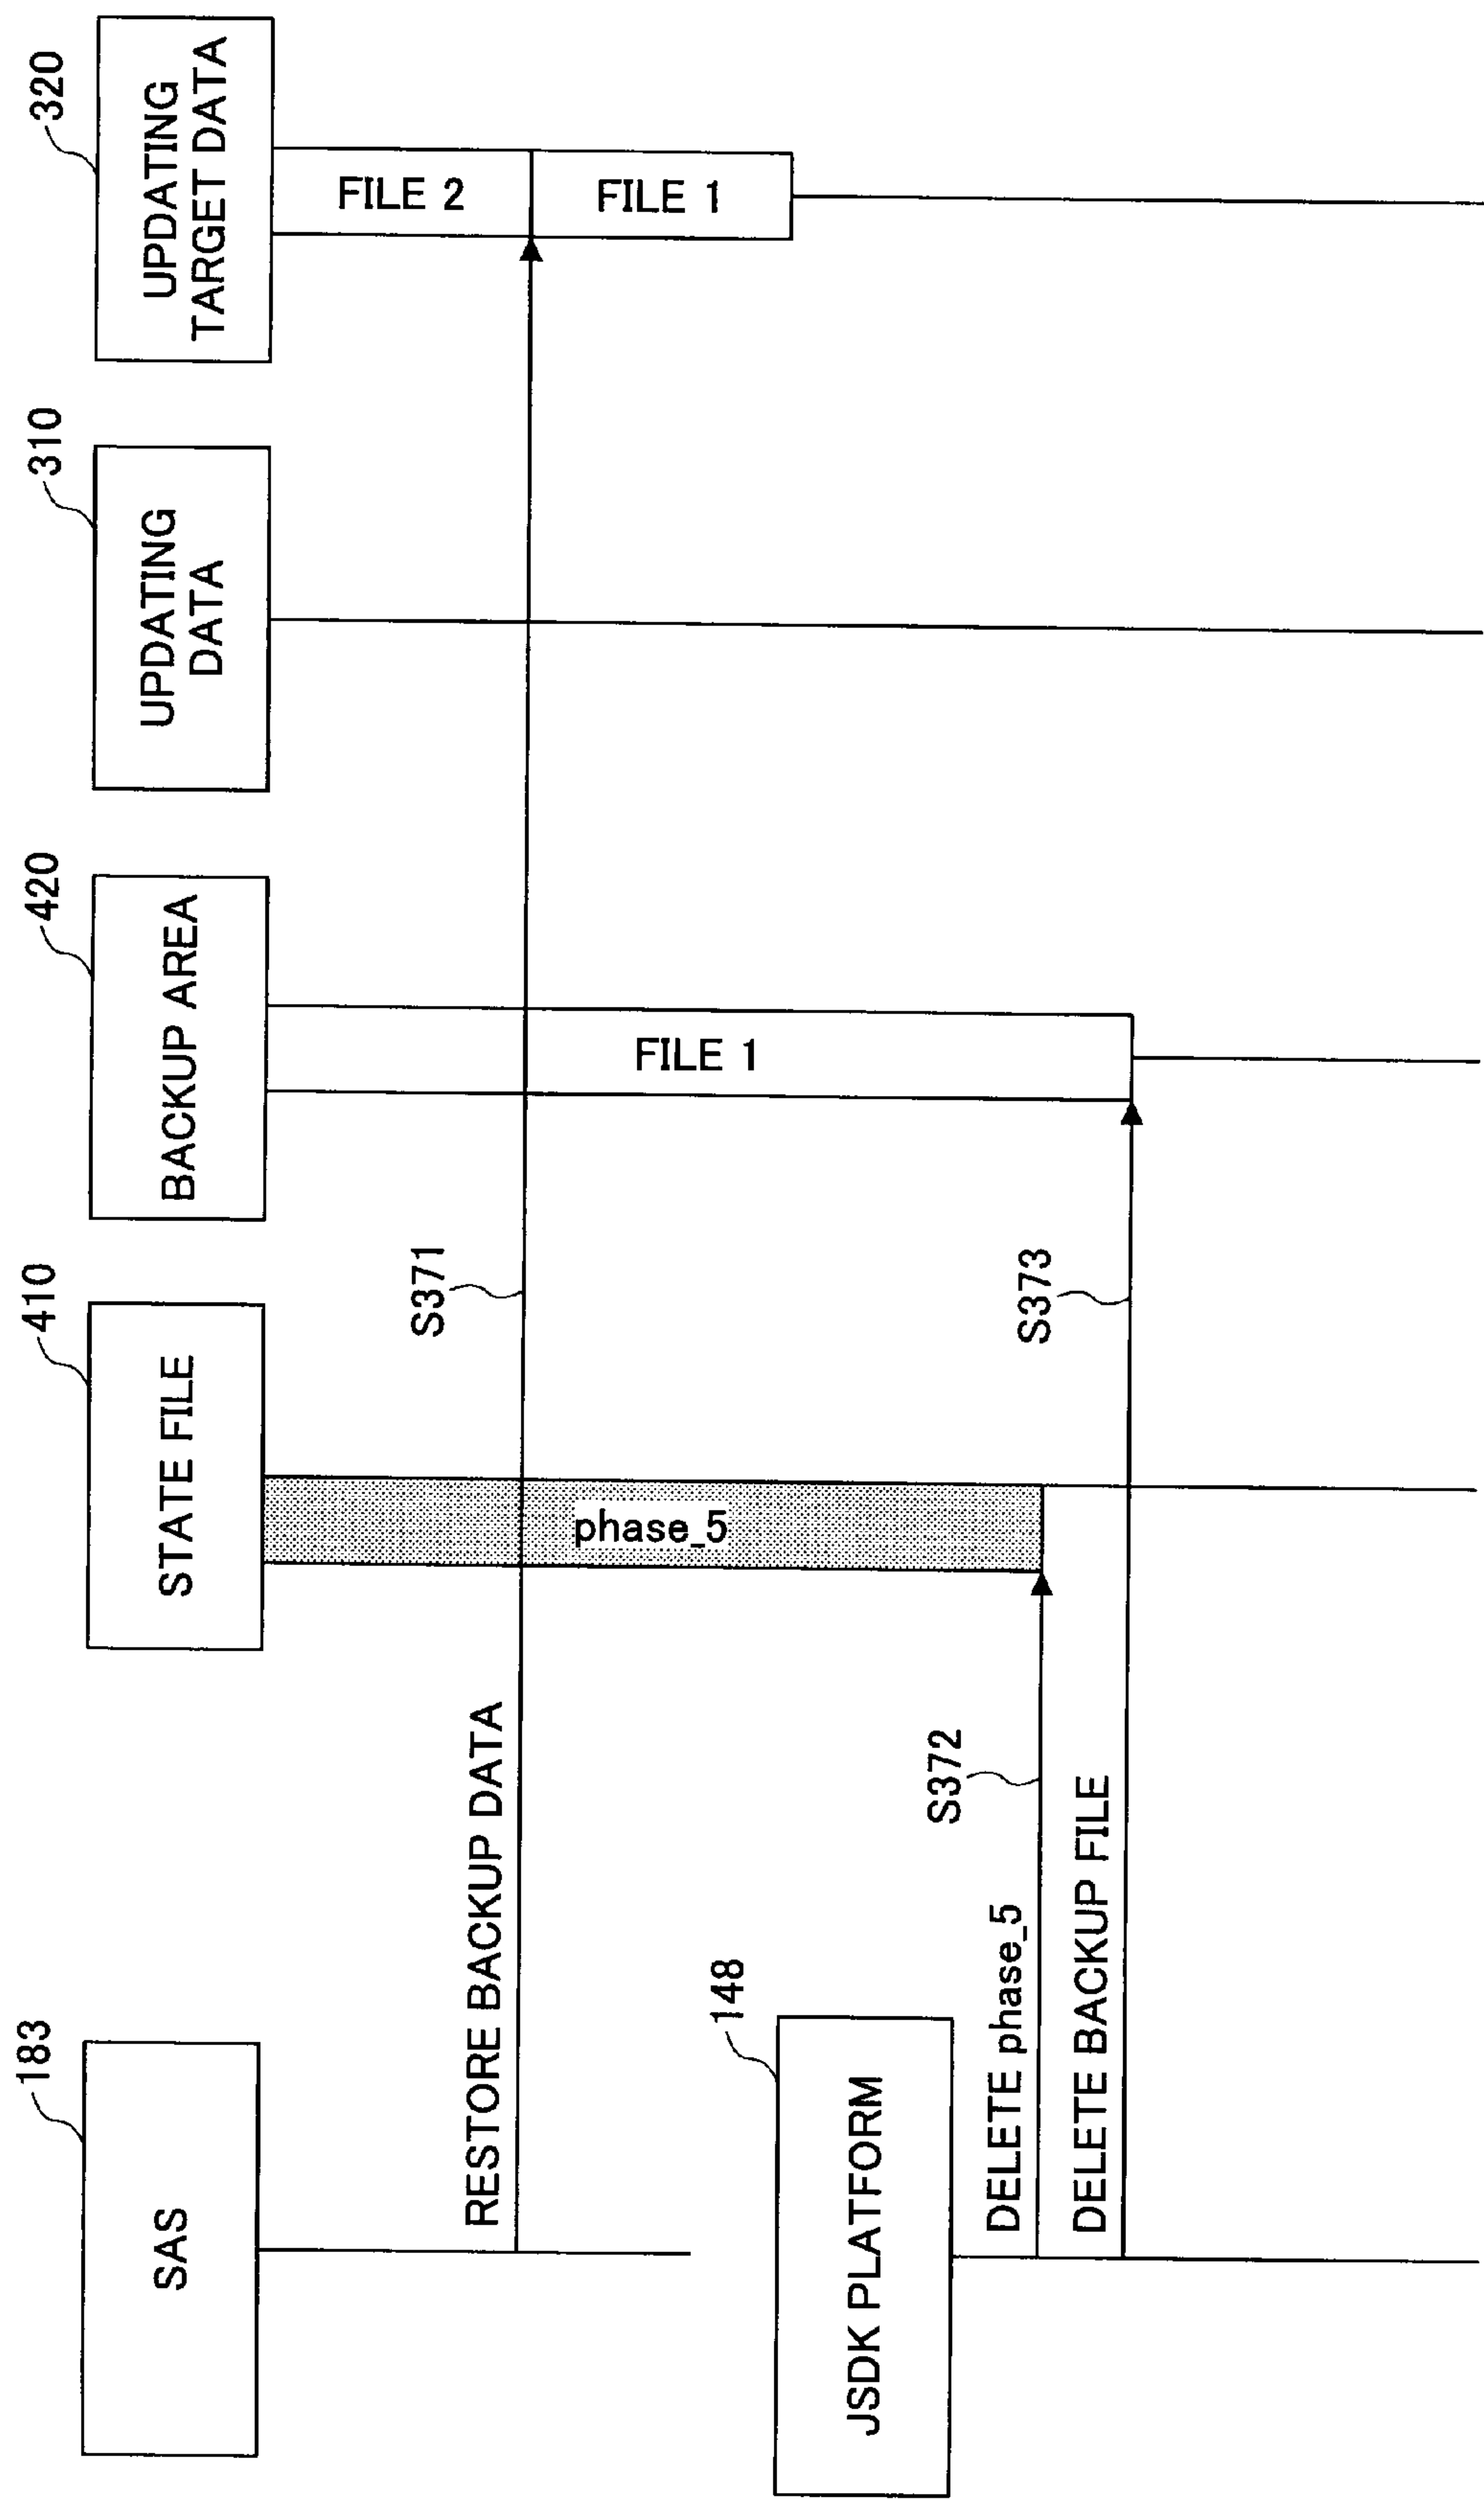 183
SAS
410
STATE FILE
420
BACKUP AREA
310
UPDATING
DATA
320
UPDATING
TARGET DATA
FILE 2
FILE 1
RESTORE BACKUP DATA
S371
phase_5
FILE 1
148
JSDK PLATFORM
DELETE phase_5
S372
DELETE BACKUP FILE
S373